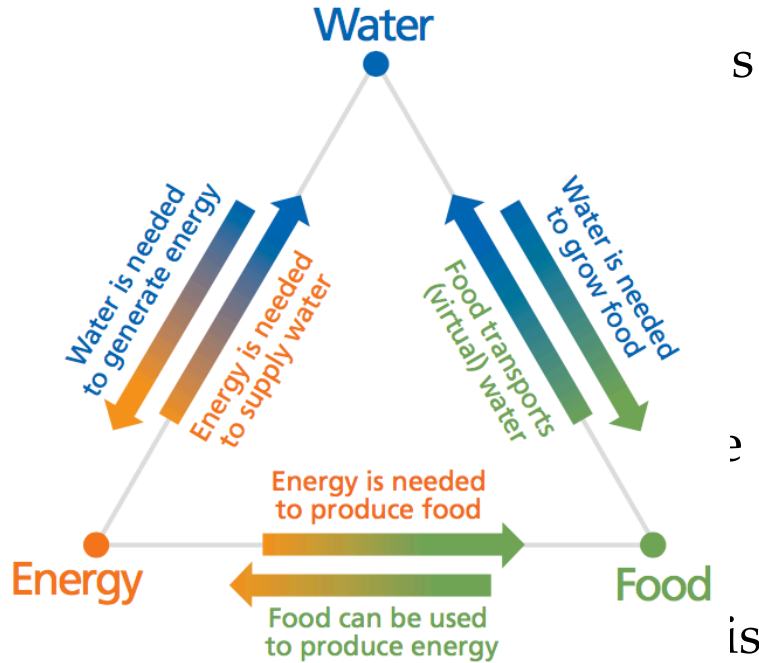 Water
s
Water is needed
to generate energy
Energy is needed
to supply water
Food transports
(virtual) water
Water is needed
to grow food
e
Energy is needed
to produce food
Energy
Food
Food can be used
to produce energy
is